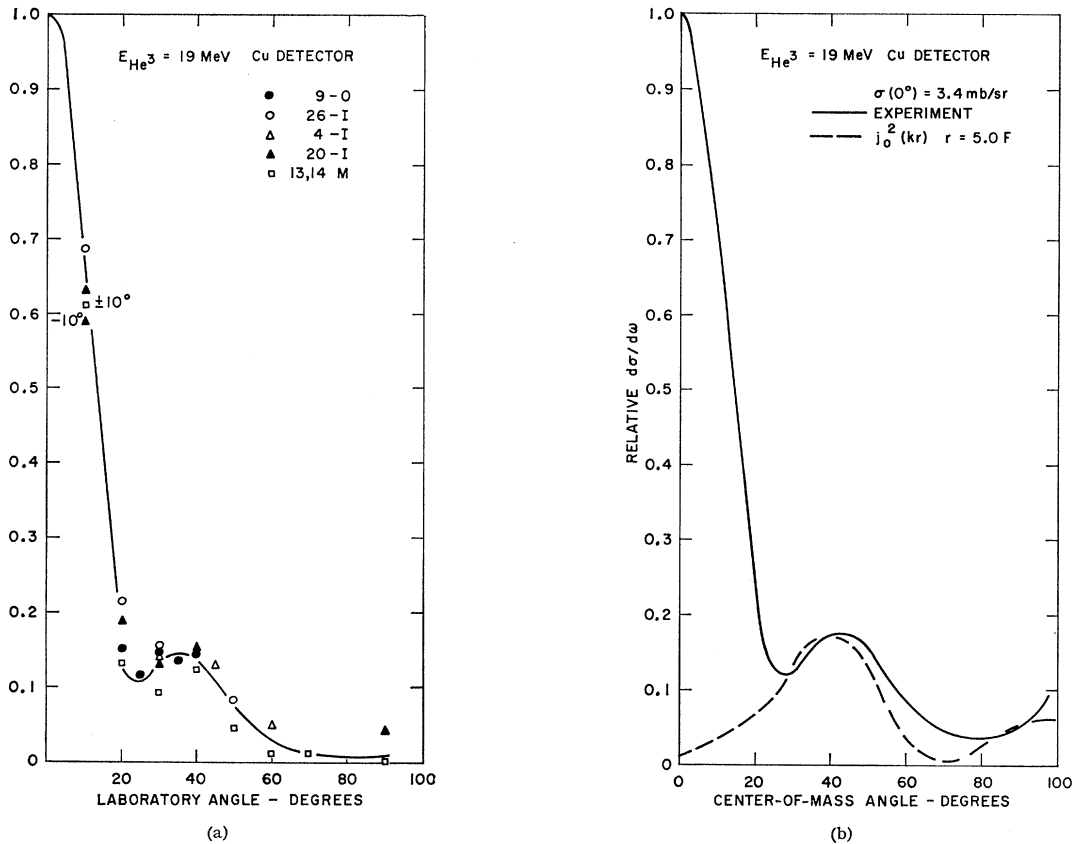 1.0
0.9
0.8
0.7
0.6
0.5
0.4
0.3
0.2
0.1
0
E He³ = 19 MeV Cu DETECTOR
● 9-0
○ 26-I
△ 4-I
▲ 20-I
□ 13,14 M
±10°
-10°
20 40 60 80 100
LABORATORY ANGLE - DEGREES
(a)
1.0
0.9
0.8
0.7
0.6
0.5
0.4
0.3
0.2
0.1
0
RELATIVE dσ/dω
E He³ = 19 MeV Cu DETECTOR
σ(0°) = 3.4 mb/sr
EXPERIMENT
j₀²(kr) r = 5.0 F
0 20 40 60 80 100
CENTER-OF-MASS ANGLE - DEGREES
(b)